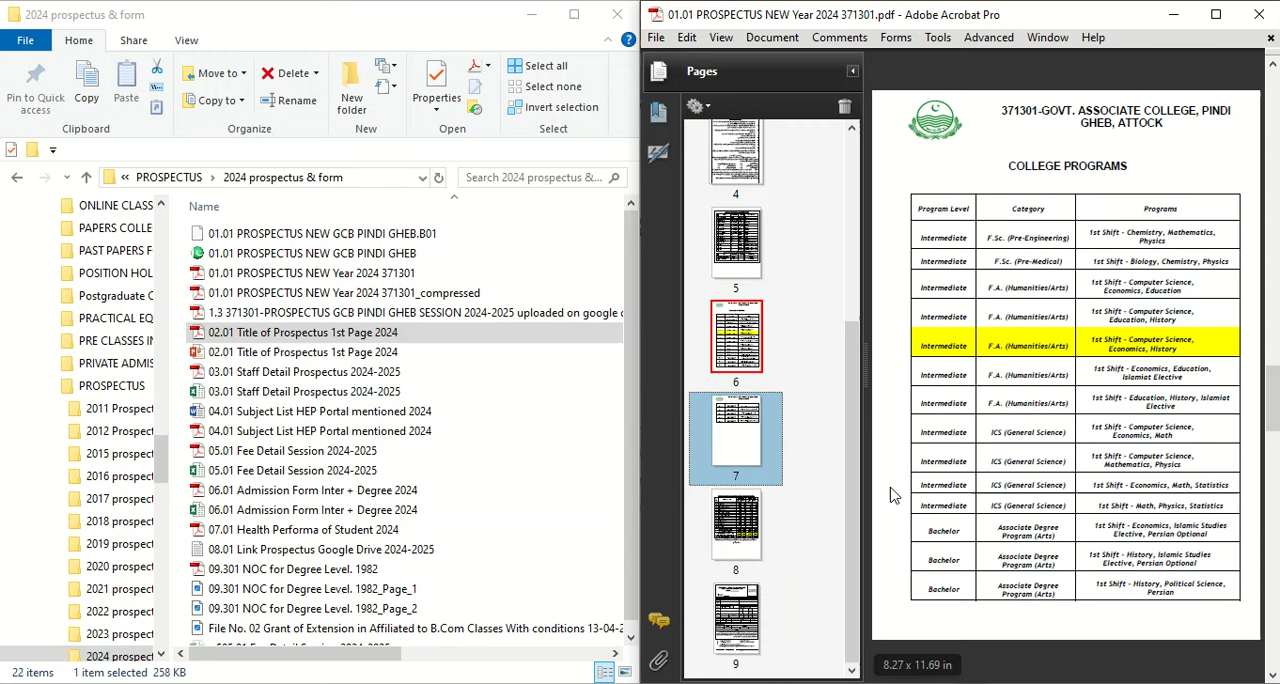 2024 prospectus & form
File
Home
Share
View
Pin to Quick access
Copy
Paste
Move to
Copy to
Delete
Rename
New folder
Properties
Open
Select all
Select none
Invert selection
Clipboard
Organize
New
Open
Select
« PROSPECTU › 2024 prospectus & form
Search 2024 prospectus &...
ONLINE CLASS
PAPERS COLLE
PAST PAPERS F
POSITION HOL
Postgraduate C
PRACTICAL EQ
PRE CLASSES IN
PRIVATE ADMIS
PROSPECTUS
2011 Prospect
2012 Prospect
2015 prospect
2016 prospect
2017 prospect
2018 prospect
2019 prospect
2020 prospect
2021 prospect
2022 prospect
2023 prospect
2024 prospect
Name
01.01 PROSPECTUS NEW GCB PINDI GHEB.B01
01.01 PROSPECTUS NEW GCB PINDI GHEB
01.01 PROSPECTUS NEW Year 2024 371301
01.01 PROSPECTUS NEW Year 2024 371301_compressed
1.3 371301-PROSPECTUS GCB PINDI GHEB SESSION 2024-2025 uploaded on google
02.01 Title of Prospectus 1st Page 2024
02.01 Title of Prospectus 1st Page 2024
03.01 Staff Detail Prospectus 2024-2025
03.01 Staff Detail Prospectus 2024-2025
04.01 Subject List HEP Portal mentioned 2024
04.01 Subject List HEP Portal mentioned 2024
05.01 Fee Detail Session 2024-2025
05.01 Fee Detail Session 2024-2025
06.01 Admission Form Inter + Degree 2024
06.01 Admission Form Inter + Degree 2024
07.01 Health Performa of Student 2024
08.01 Link Prospectus Google Drive 2024-2025
09.301 NOC for Degree Level. 1982
09.301 NOC for Degree Level. 1982_Page_1
09.301 NOC for Degree Level. 1982_Page_2
File No. 02 Grant Extension in Affiliated to B.Com Classes With conditions 13-04-2
22 items 1 item selected 258 KB
01.01 PROSPECTUS NEW Year 2024 371301.pdf - Adobe Acrobat Pro
File Edit View Document Comments Forms Tools Advanced Window Help
Pages
4
5
6
7
8
9
371301-GOVT. ASSOCIATE COLLEGE, PINDI
GHEB, ATTOCK
COLLEGE PROGRAMS
Program Level Category Programs
Intermediate F.Sc. (Pre-Engineering) 1st Shift - Chemistry, Mathematics, Physics
Intermediate F.Sc. (Pre-Medical) 1st Shift - Biology, Chemistry, Physics
Intermediate F.A. (Humanities/Arts) 1st Shift - Computer Science, Economics, Education
Intermediate F.A. (Humanities/Arts) 1st Shift - Computer Science, Education, History
Intermediate F.A. (Humanities/Arts) 1st Shift - Computer Science, Economics, History
Intermediate F.A. (Humanities/Arts) 1st Shift - Economics, Education, Islamiat Elective
Intermediate F.A. (Humanities/Arts) 1st Shift - Education, History, Islamiat Elective
Intermediate ICS (General Science) 1st Shift - Computer Science, Economics, Math
Intermediate ICS (General Science) 1st Shift - Computer Science, Mathematics, Physics
Intermediate ICS (General Science) 1st Shift - Economics, Math, Statistics
Intermediate ICS (General Science) 1st Shift - Math, Physics, Statistics
Bachelor Associate Degree Program (Arts) 1st Shift - Economics, Islamic Studies Elective, Persian Optional
Bachelor Associate Degree Program (Arts) 1st Shift - History, Islamic Studies Elective, Persian Optional
Bachelor Associate Degree Program (Arts) 1st Shift - History, Political Science, Persian
8.27 x 11.69 in